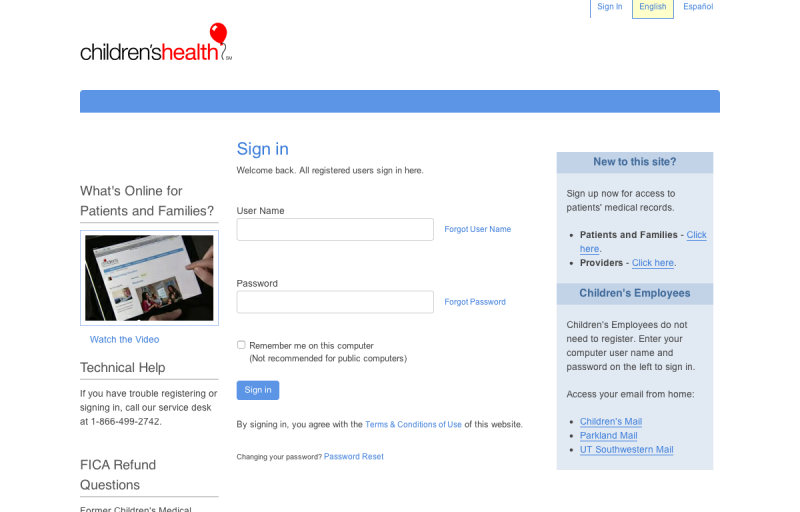 Sign In
English
Español
children'shealth
SM
What's Online for
Patients and Families?
Watch the Video
Technical Help
If you have trouble registering or
signing in, call our service desk
at 1-866-499-2742.
FICA Refund
Questions
Former Children's Medical
Sign in
Welcome back. All registered users sign in here.
User Name
Forgot User Name
Password
Forgot Password
Remember me on this computer
(Not recommended for public computers)
Sign in
By signing in, you agree with the Terms & Conditions of Use of this website.
Changing your password? Password Reset
New to this site?
Sign up now for access to
patients' medical records.
Patients and Families - Click
here.
Providers - Click here.
Children's Employees
Children's Employees do not
need to register. Enter your
computer user name and
password on the left to sign in.
Access your email from home:
Children's Mail
Parkland Mail
UT Southwestern Mail